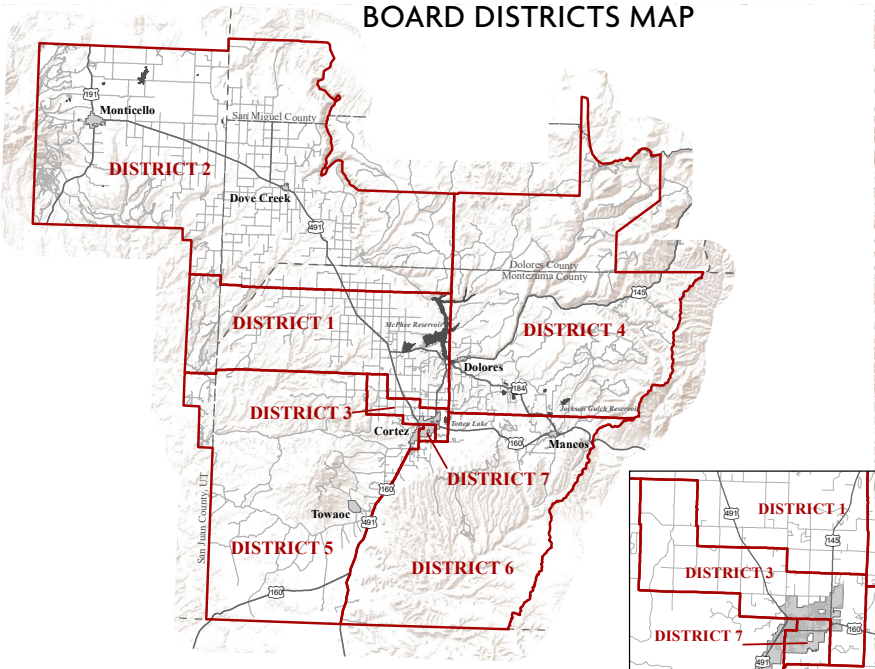 BOARD DISTRICTS MAP
191
Monticello
San Miguel County
DISTRICT 2
Dove Creek
491
Dolores County
Montezuma County
145
DISTRICT 1
McPhee Reservoir
DISTRICT 4
Dolores
184
Jackson Gulch Reservoir
DISTRICT 3
Totten Lake
Cortez
160
Mancos
DISTRICT 7
160
Towaoc
491
San Juan County, UT
DISTRICT 5
DISTRICT 6
160
491
DISTRICT 1
145
DISTRICT 3
160
DISTRICT 7
491